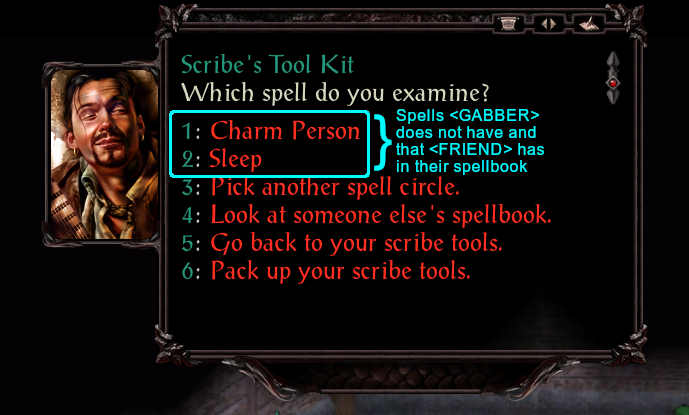 Scribe's Tool Kit
Which spell do you examine?
1: Charm Person
2: Sleep
Spells <GABBER>
does not have and
that <FRIEND> has
in their spellbook
3: Pick another spell circle.
4: Look at someone else's spellbook.
5: Go back to your scribe tools.
6: Pack up your scribe tools.